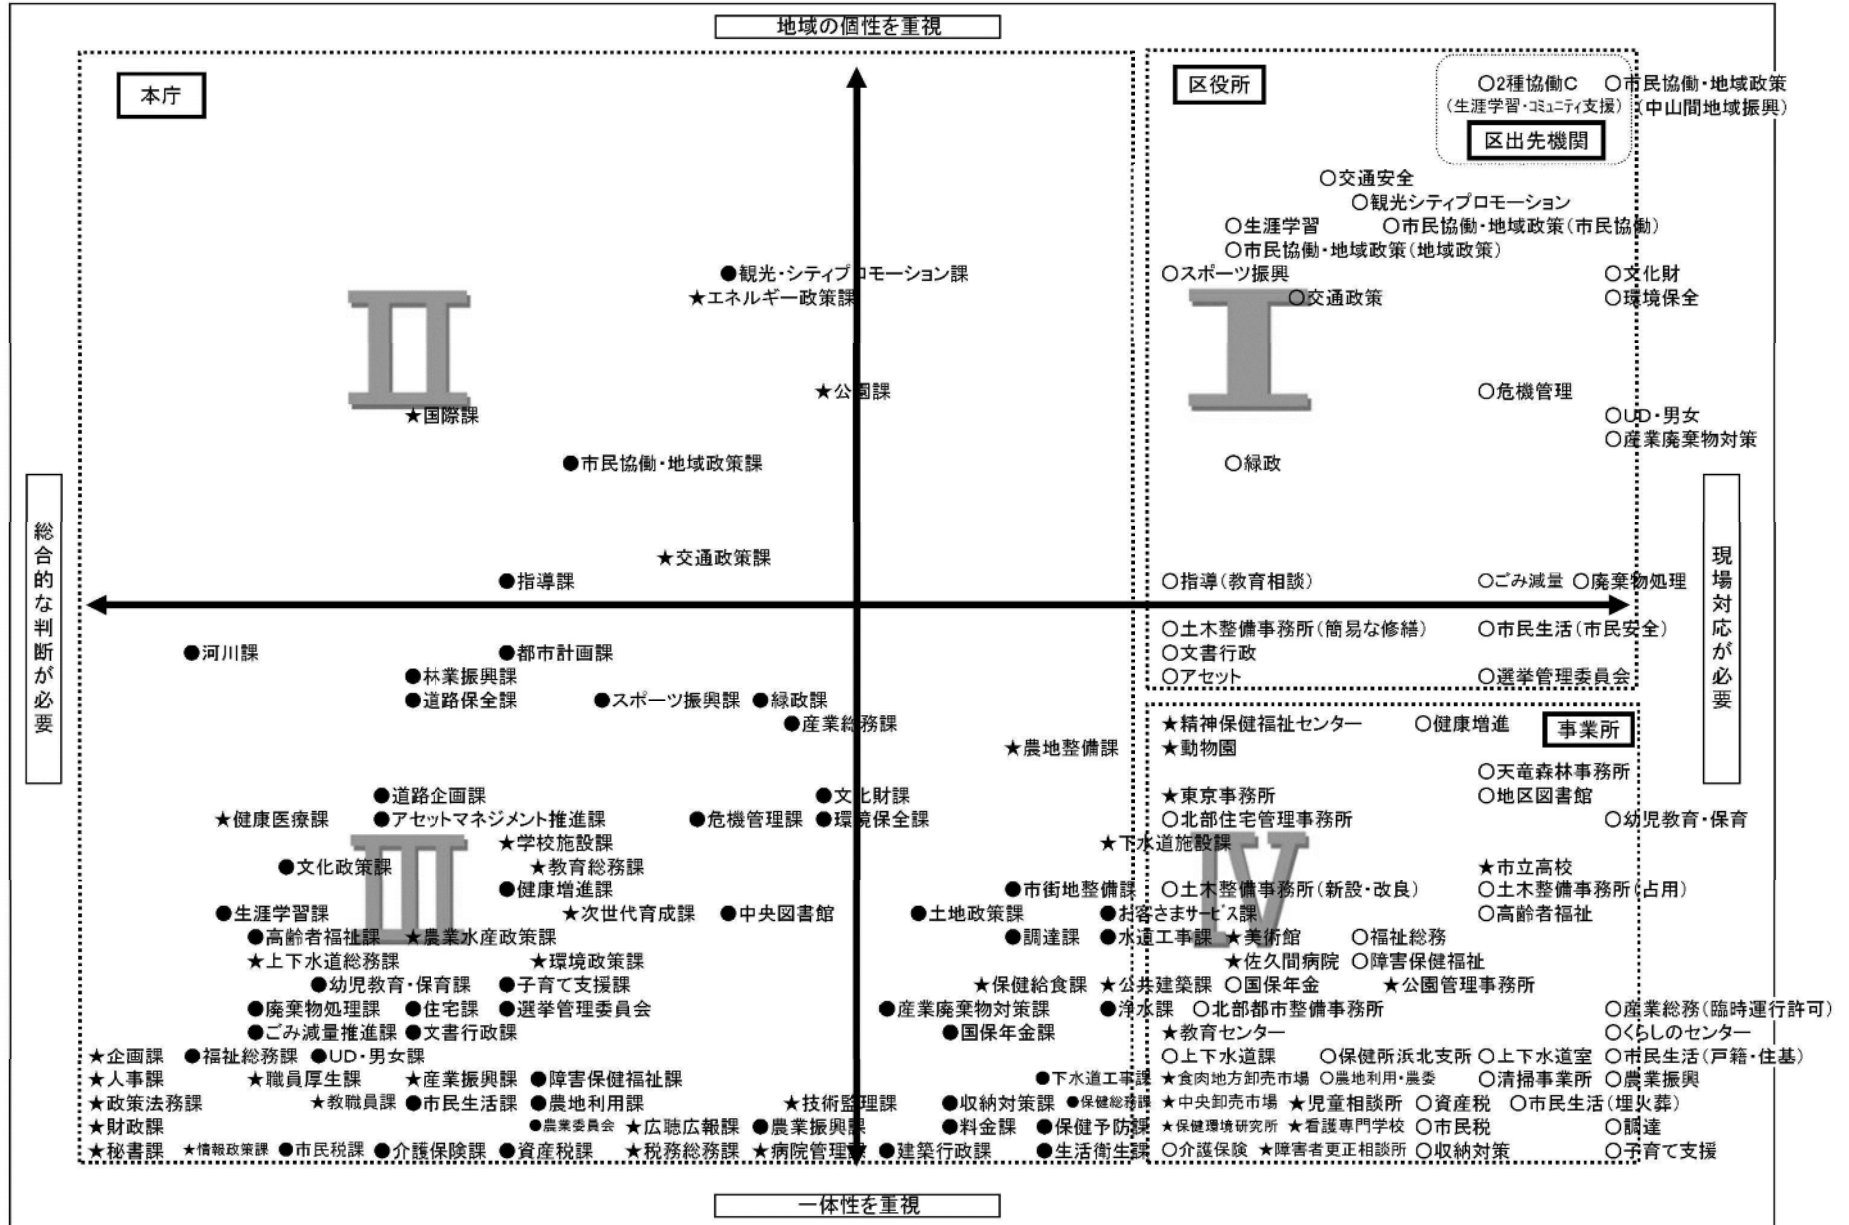 地域の個性を重視
本庁
区役所
○2種協働C ○市民協働・地域政策
(生涯学習・コミュニティ支援) (中山間地域振興)
区出先機関
○交通安全
○観光シティプロモーション
○生涯学習 ○市民協働・地域政策(市民協働)
○市民協働・地域政策(地域政策)
●観光・シティプロモーション課 ○スポーツ振興 ○文化財
★エネルギー政策課 ○交通政策 ○環境保全
II
I
★公園課 ○危機管理
★国際課 ○UD・男女
○産業廃棄物対策
●市民協働・地域政策課 ○緑政
★交通政策課
●指導課 ○指導(教育相談) ○ごみ減量 ○廃棄物処理
総合的な判断が必要
現場対応が必要
○土木整備事務所(簡易な修繕) ○市民生活(市民安全)
●河川課 ●都市計画課 ○文書行政
●林業振興課 ○アセット ○選挙管理委員会
●道路保全課 ●スポーツ振興課 ●緑政課
●産業総務課 ★精神保健福祉センター ○健康増進 事業所
★農地整備課 ★動物園
○天竜森林事務所
●道路企画課 ●文化財課 ★東京事務所 ○地区図書館
★健康医療課 ●アセットマネジメント推進課 ●危機管理課 ●環境保全課 ○北部住宅管理事務所 ○幼児教育・保育
★学校施設課 ★下水道施設課
III
IV
●文化政策課 ★教育総務課 ★市立高校
●健康増進課 ●市街地整備課 ○土木整備事務所(新設・改良) ○土木整備事務所(占用)
●生涯学習課 ★次世代育成課 ●中央図書館 ●土地政策課 ●お客さまサービス課 ○高齢者福祉
●高齢者福祉課 ★農業水産政策課 ●調達課 ●水道工事課 ★美術館 ○福祉総務
★上下水道総務課 ★環境政策課 ★佐久間病院 ○障害保健福祉
●幼児教育・保育課 ●子育て支援課 ★保健給食課 ★公共建築課 ○国保年金 ★公園管理事務所
●廃棄物処理課 ●住宅課 ●選挙管理委員会 ●産業廃棄物対策課 ●浄水課 ○北部都市整備事務所 ○産業総務(臨時運行許可)
●ごみ減量推進課 ●文書行政課 ●国保年金課 ★教育センター ○くらしのセンター
★企画課 ●福祉総務課 ●UD・男女課 ○上下水道課 ○保健所浜北支所 ○上下水道室 ○市民生活(戸籍・住基)
★人事課 ★職員厚生課 ★産業振興課 ●障害保健福祉課 ●下水道工事課 ★食肉地方卸売市場 ○農地利用・農委 ○清掃事業所 ○農業振興
★政策法務課 ★教職員課 ●市民生活課 ●農地利用課 ★技術監理課 ●収納対策課 ●保健総務課 ★中央卸売市場 ★児童相談所 ○資産税 ○市民生活(埋火葬)
★財政課 ●農業委員会 ★広聴広報課 ●農業振興課 ●料金課 ●保健予防課 ★保健環境研究所 ★看護専門学校 ○市民税 ○調達
★秘書課 ★情報政策課 ●市民税課 ●介護保険課 ●資産税課 ★税務総務課 ★病院管理課 ●建築行政課 ●生活衛生課 ○介護保険 ★障害者更正相談所 ○収納対策 ○子育て支援
一体性を重視